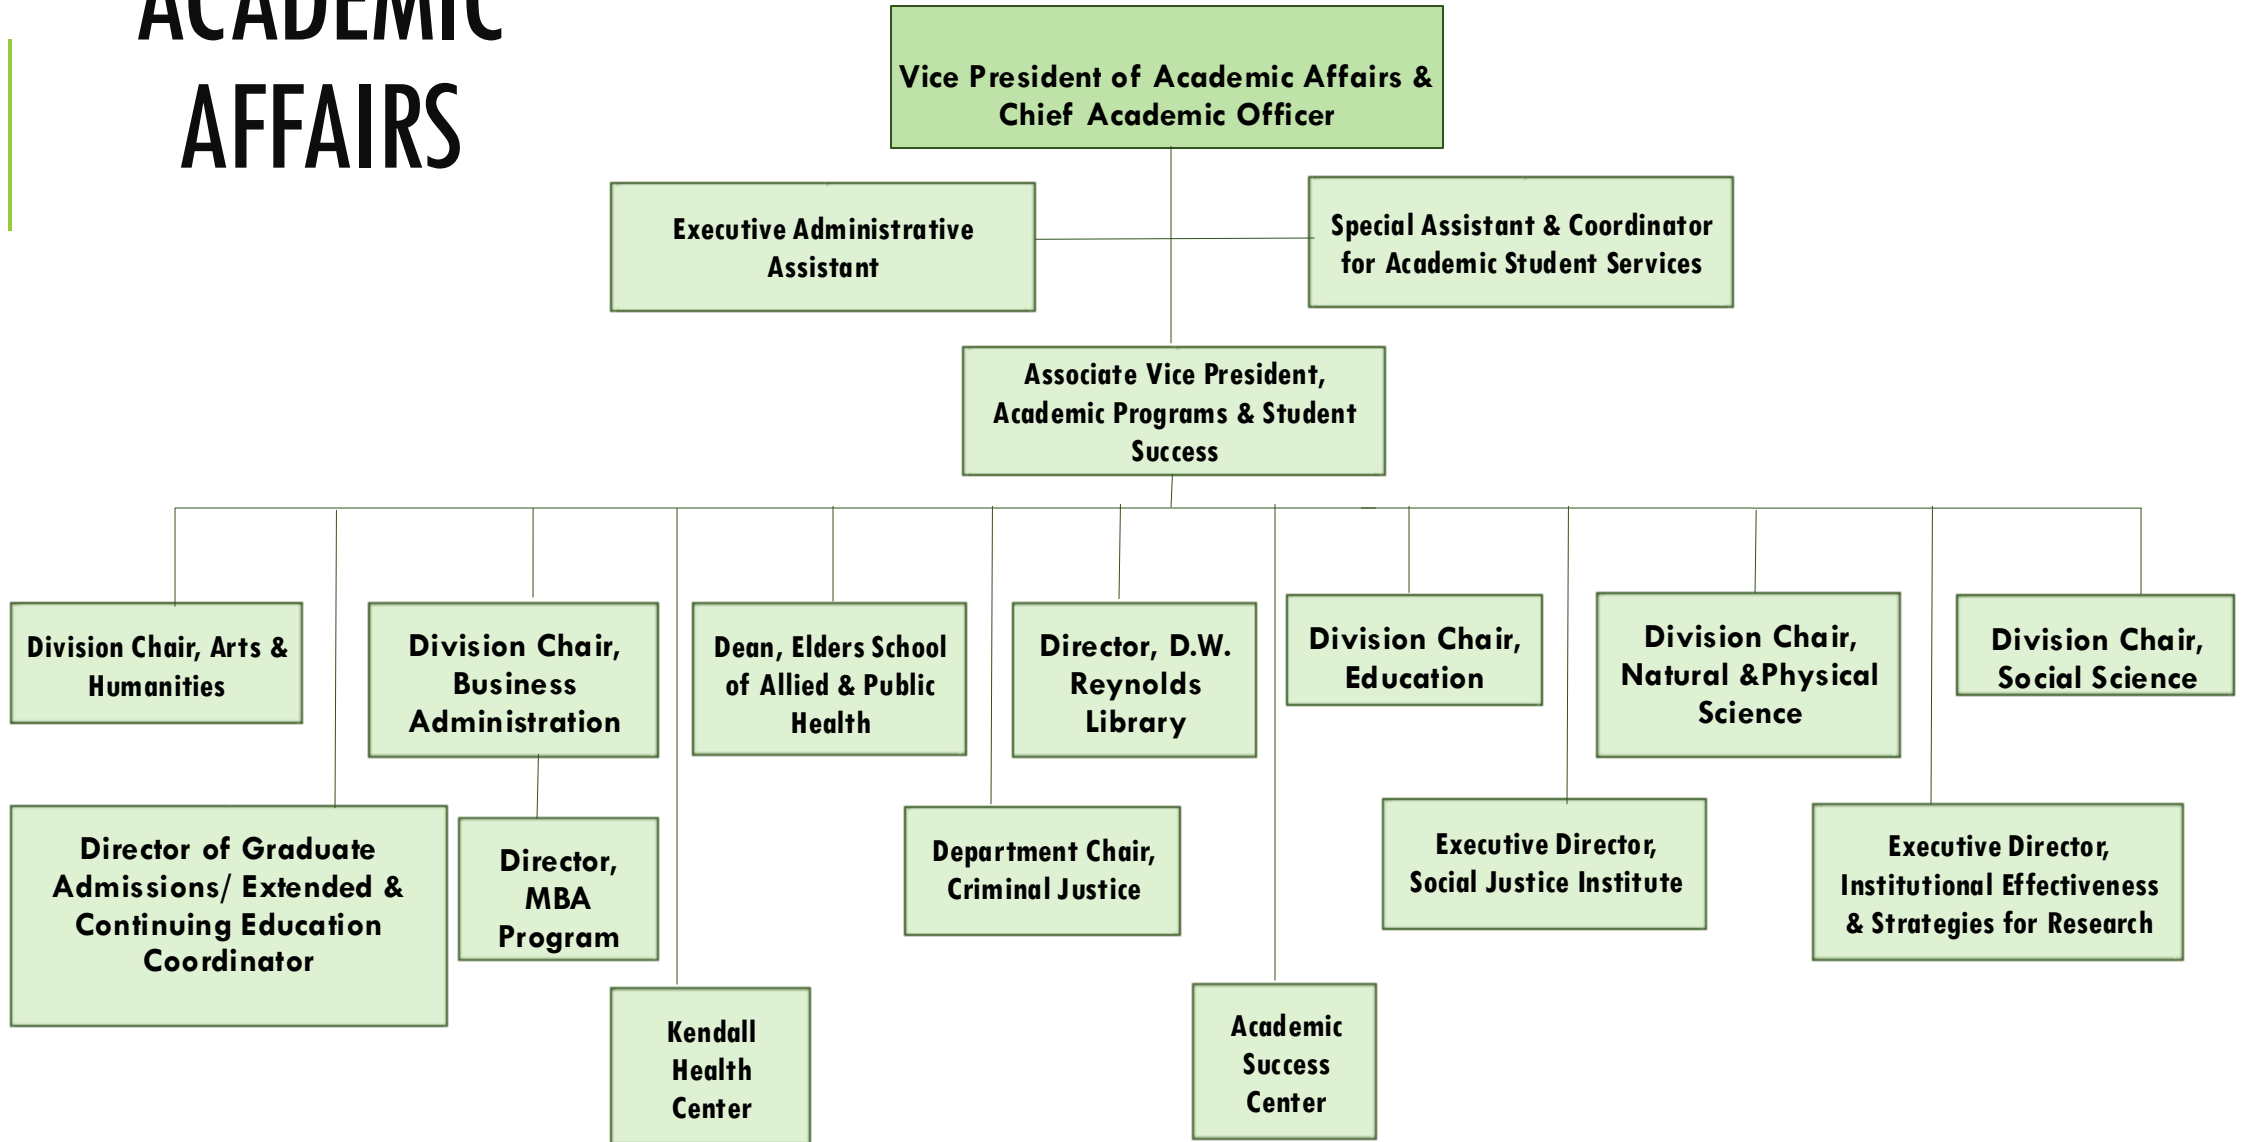 ACADEMIC
AFFAIRS
Vice President of Academic Affairs &
Chief Academic Officer
Executive Administrative
Assistant
Special Assistant & Coordinator
for Academic Student Services
Associate Vice President,
Academic Programs & Student
Success
Division Chair, Arts &
Humanities
Division Chair,
Business
Administration
Dean, Elders School
of Allied & Public
Health
Director, D.W.
Reynolds
Library
Division Chair,
Education
Division Chair,
Natural &Physical
Science
Division Chair,
Social Science
Director of Graduate
Admissions/ Extended &
Continuing Education
Coordinator
Director,
MBA
Program
Department Chair,
Criminal Justice
Executive Director,
Social Justice Institute
Executive Director,
Institutional Effectiveness
& Strategies for Research
Kendall
Health
Center
Academic
Success
Center